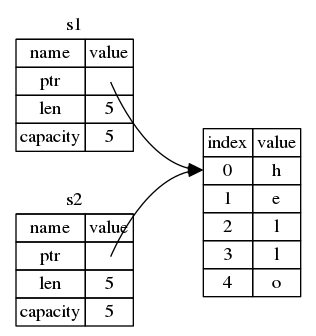 s1
name value
ptr
len 5
capacity 5
s2
name value
ptr
len 5
capacity 5
index value
0 h
1 e
2 l
3 l
4 o